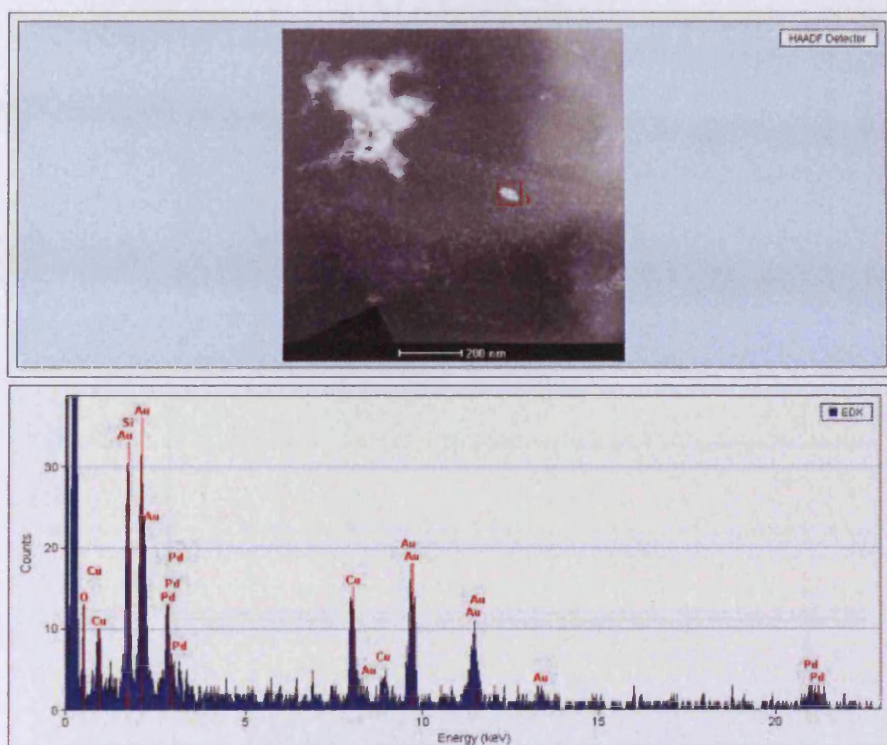 HAADF Detector
1
200 nm
EDX
Counts
30
20
10
0
Au
Si
Au
Au
Cu
O
Cu
Pd
Pd
Pd
Pd
Cu
Au
Cu
Au
Au
Au
Au
Au
Pd
Pd
0 5 10 15 20
Energy (keV)